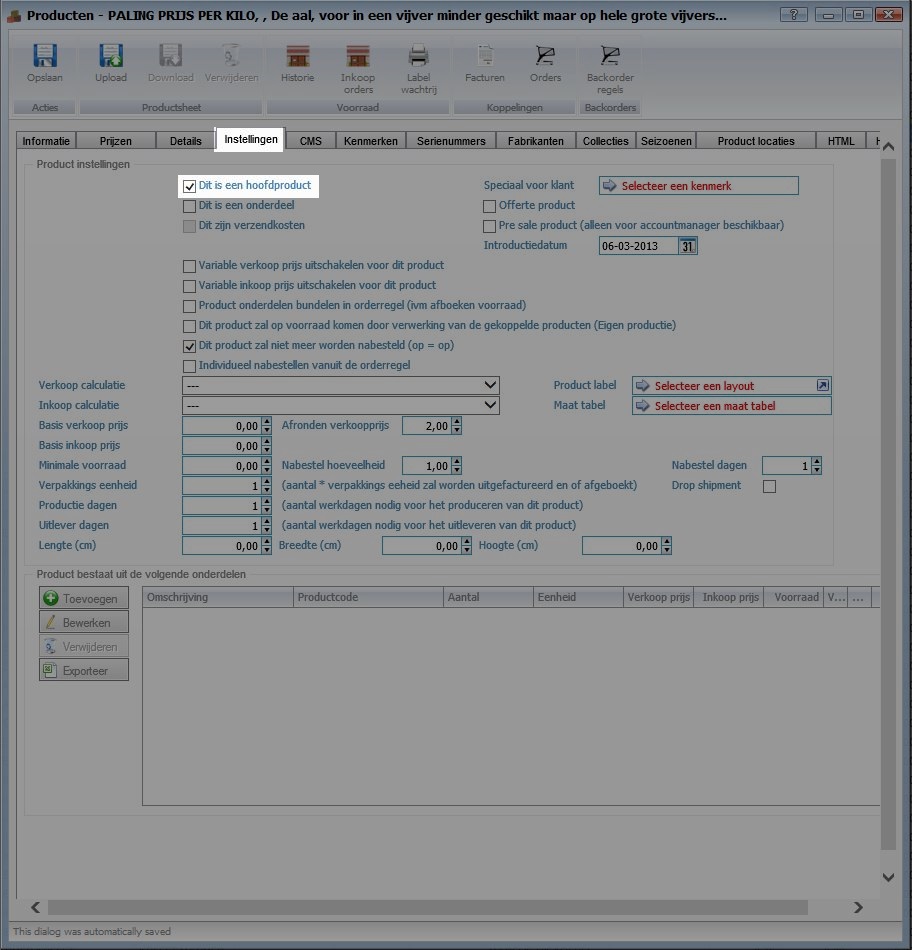 Producten - PALING PRIJS PER KILO, , De aal, voor in een vijver minder geschikt maar op hele grote vijvers...
Opslaan Upload Download Verwijderen Historie Inkoop orders Label wachtrij Facturen Orders Backorder regels
Acties Productsheet Voorraad Koppelingen Backorders
Informatie Prijzen Details Instellingen CMS Kenmerken Serienummers Fabrikanten Collecties Seizoenen Product locaties HTML
Product instellingen
Dit is een hoofdproduct Speciaal voor klant Selecteer een kenmerk
Dit is een onderdeel Offerte product
Dit zijn verzendkosten Pre sale product (alleen voor accountmanager beschikbaar)
Introductiedatum 06-03-2013 31
Variable verkoop prijs uitschakelen voor dit product
Variable inkoop prijs uitschakelen voor dit product
Product onderdelen bundelen in orderregel (ivm afboeken voorraad)
Dit product zal op voorraad komen door verwerking van de gekoppelde producten (Eigen productie)
Dit product zal niet meer worden nabesteld (op = op)
Individueel nabestellen vanuit de orderregel
Verkoop calculatie --- Product label Selecteer een layout
Inkoop calculatie --- Maat tabel Selecteer een maat tabel
Basis verkoop prijs 0,00 Afronden verkoopprijs 2,00
Basis inkoop prijs 0,00
Minimale voorraad 0,00 Nabestel hoeveelheid 1,00 Nabestel dagen 1
Verpakkings eenheid 1 (aantal * verpakkings eeheid zal worden uitgefactureerd en of afgeboekt) Drop shipment
Productie dagen 1 (aantal werkdagen nodig voor het produceren van dit product)
Uitlever dagen 1 (aantal werkdagen nodig voor het uitleveren van dit product)
Lengte (cm) 0,00 Breedte (cm) 0,00 Hoogte (cm) 0,00
Product bestaat uit de volgende onderdelen
Toevoegen Omschrijving Productcode Aantal Eenheid Verkoop prijs Inkoop prijs Voorraad V... ...
Bewerken
Verwijderen
Exporteer
This dialog was automatically saved